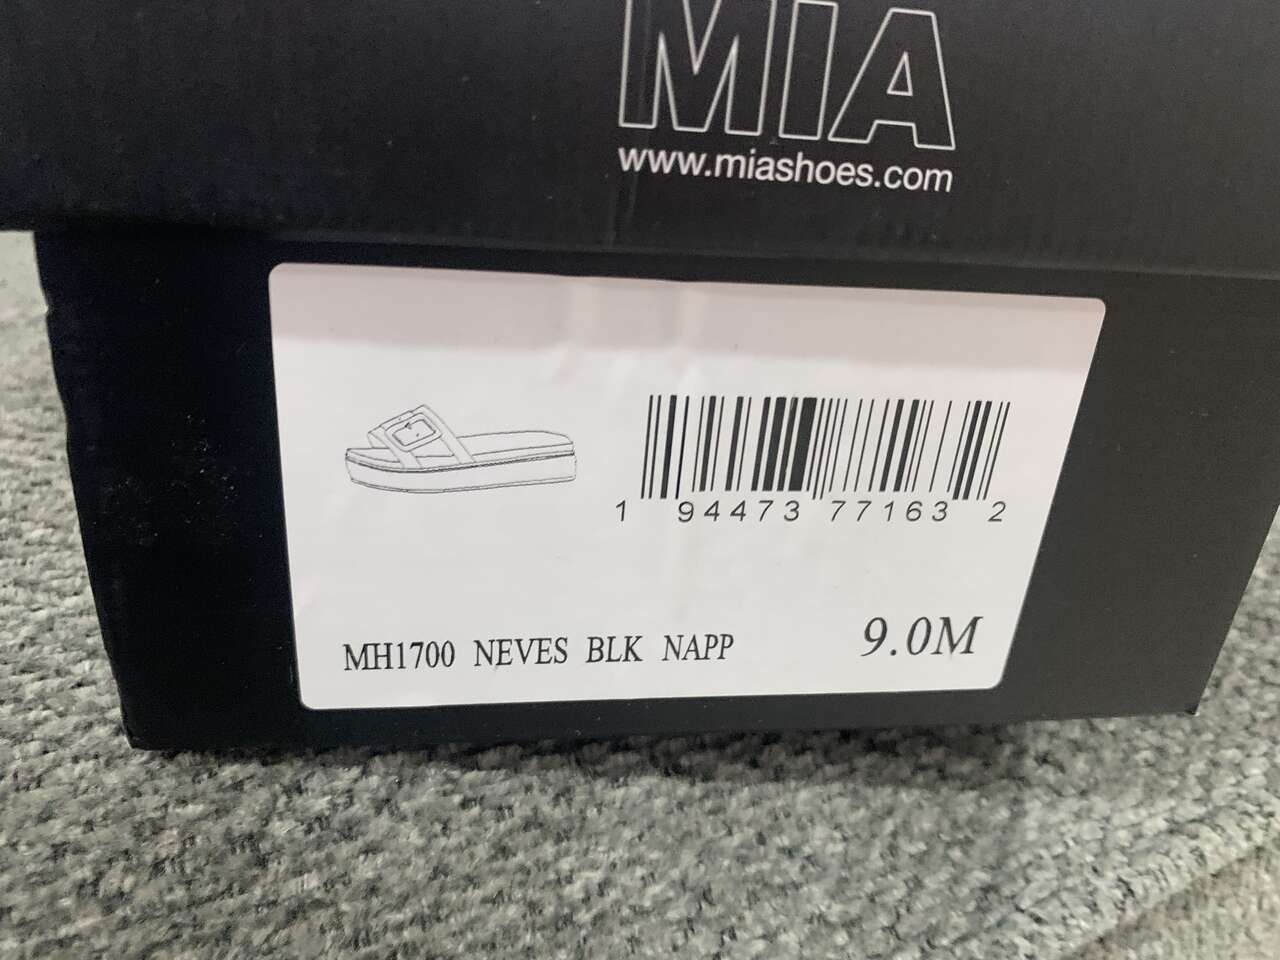 MIA
www.miashoes.com
1 94473 77163 2
MH1700 NEVES BLK NAPP
9.0M